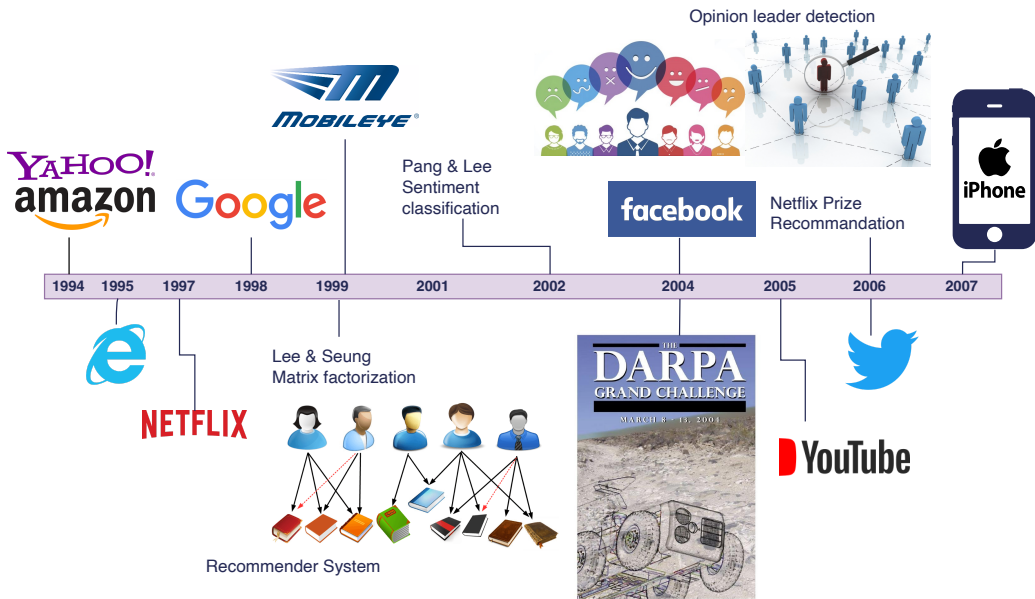 Opinion leader detection
MOBILEYE®
YAHOO!
amazon
Google
Pang & Lee
Sentiment
classification
facebook
Netflix Prize
Recommandation
iPhone
1994 1995 1997 1998 1999 2001 2002 2004 2005 2006 2007
Lee & Seung
Matrix factorization
NETFLIX
THE
DARPA
GRAND CHALLENGE
MARCH 8 - 13, 2004
YouTube
Recommender System